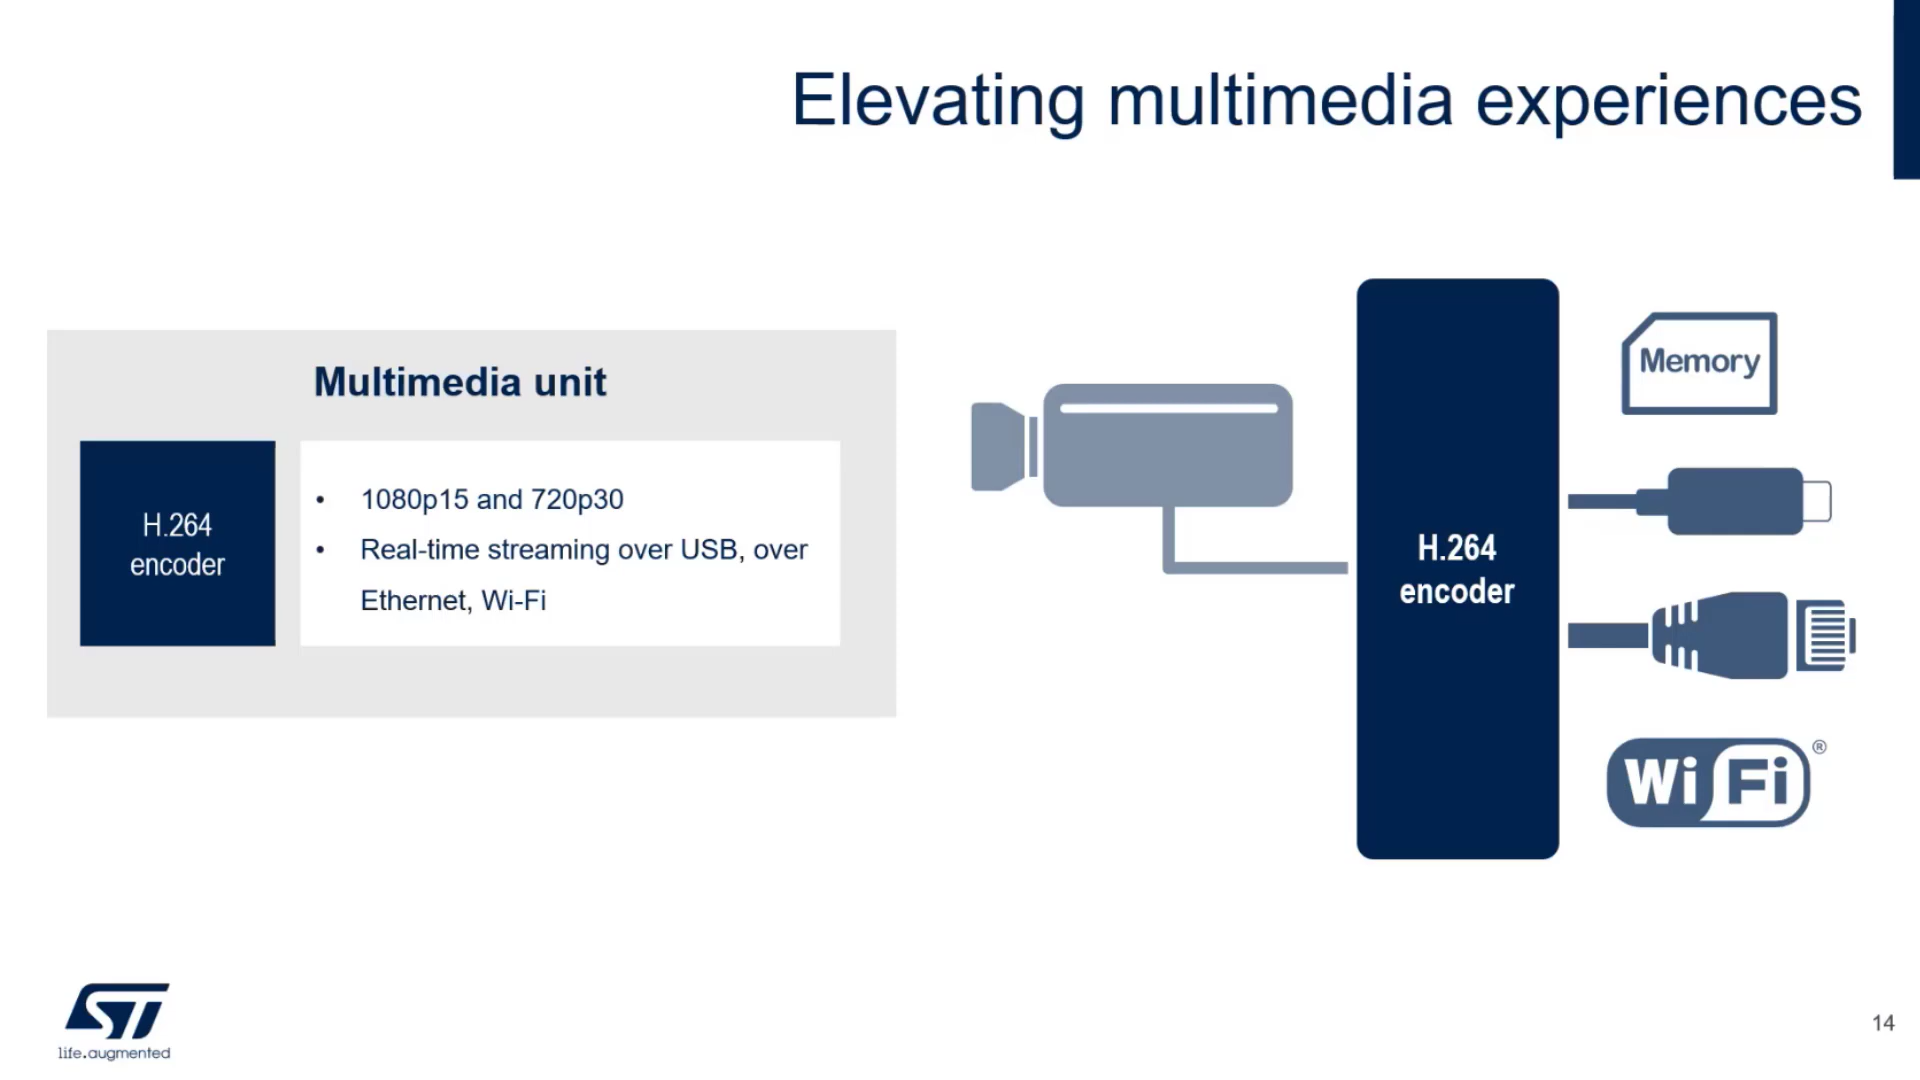 Elevating multimedia experiences
Multimedia unit
H.264
encoder
• 1080p15 and 720p30
• Real-time streaming over USB, over
Ethernet, Wi-Fi
H.264
encoder
Memory
Wi Fi ®
ST
life.augmented
14